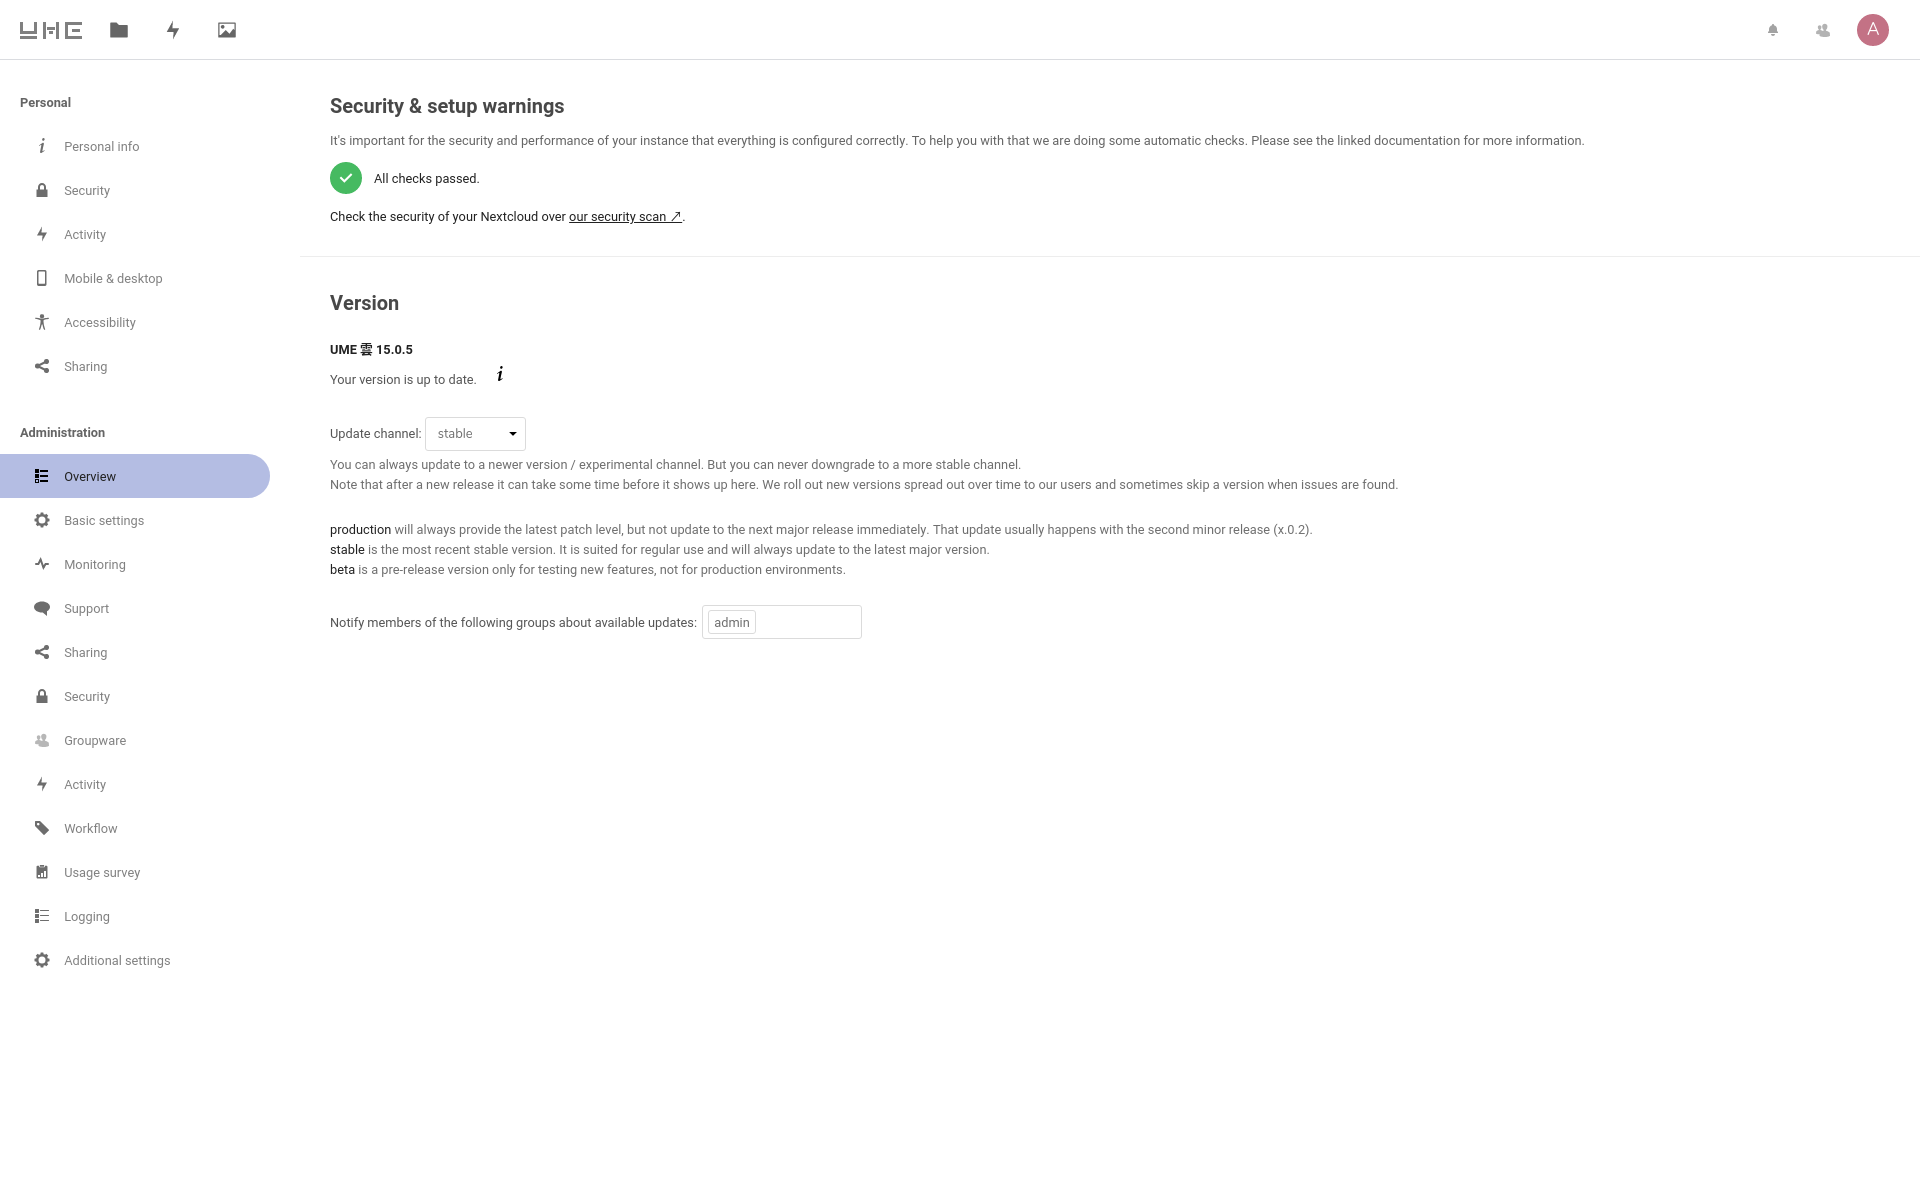 UME
A
Personal
Personal info
Security
Activity
Mobile & desktop
Accessibility
Sharing
Administration
Overview
Basic settings
Monitoring
Support
Sharing
Security
Groupware
Activity
Workflow
Usage survey
Logging
Additional settings
Security & setup warnings
It's important for the security and performance of your instance that everything is configured correctly. To help you with that we are doing some automatic checks. Please see the linked documentation for more information.
All checks passed.
Check the security of your Nextcloud over our security scan ↗.
Version
UME 雲 15.0.5
Your version is up to date.
Update channel: stable
You can always update to a newer version / experimental channel. But you can never downgrade to a more stable channel.
Note that after a new release it can take some time before it shows up here. We roll out new versions spread out over time to our users and sometimes skip a version when issues are found.
production will always provide the latest patch level, but not update to the next major release immediately. That update usually happens with the second minor release (x.0.2).
stable is the most recent stable version. It is suited for regular use and will always update to the latest major version.
beta is a pre-release version only for testing new features, not for production environments.
Notify members of the following groups about available updates: admin